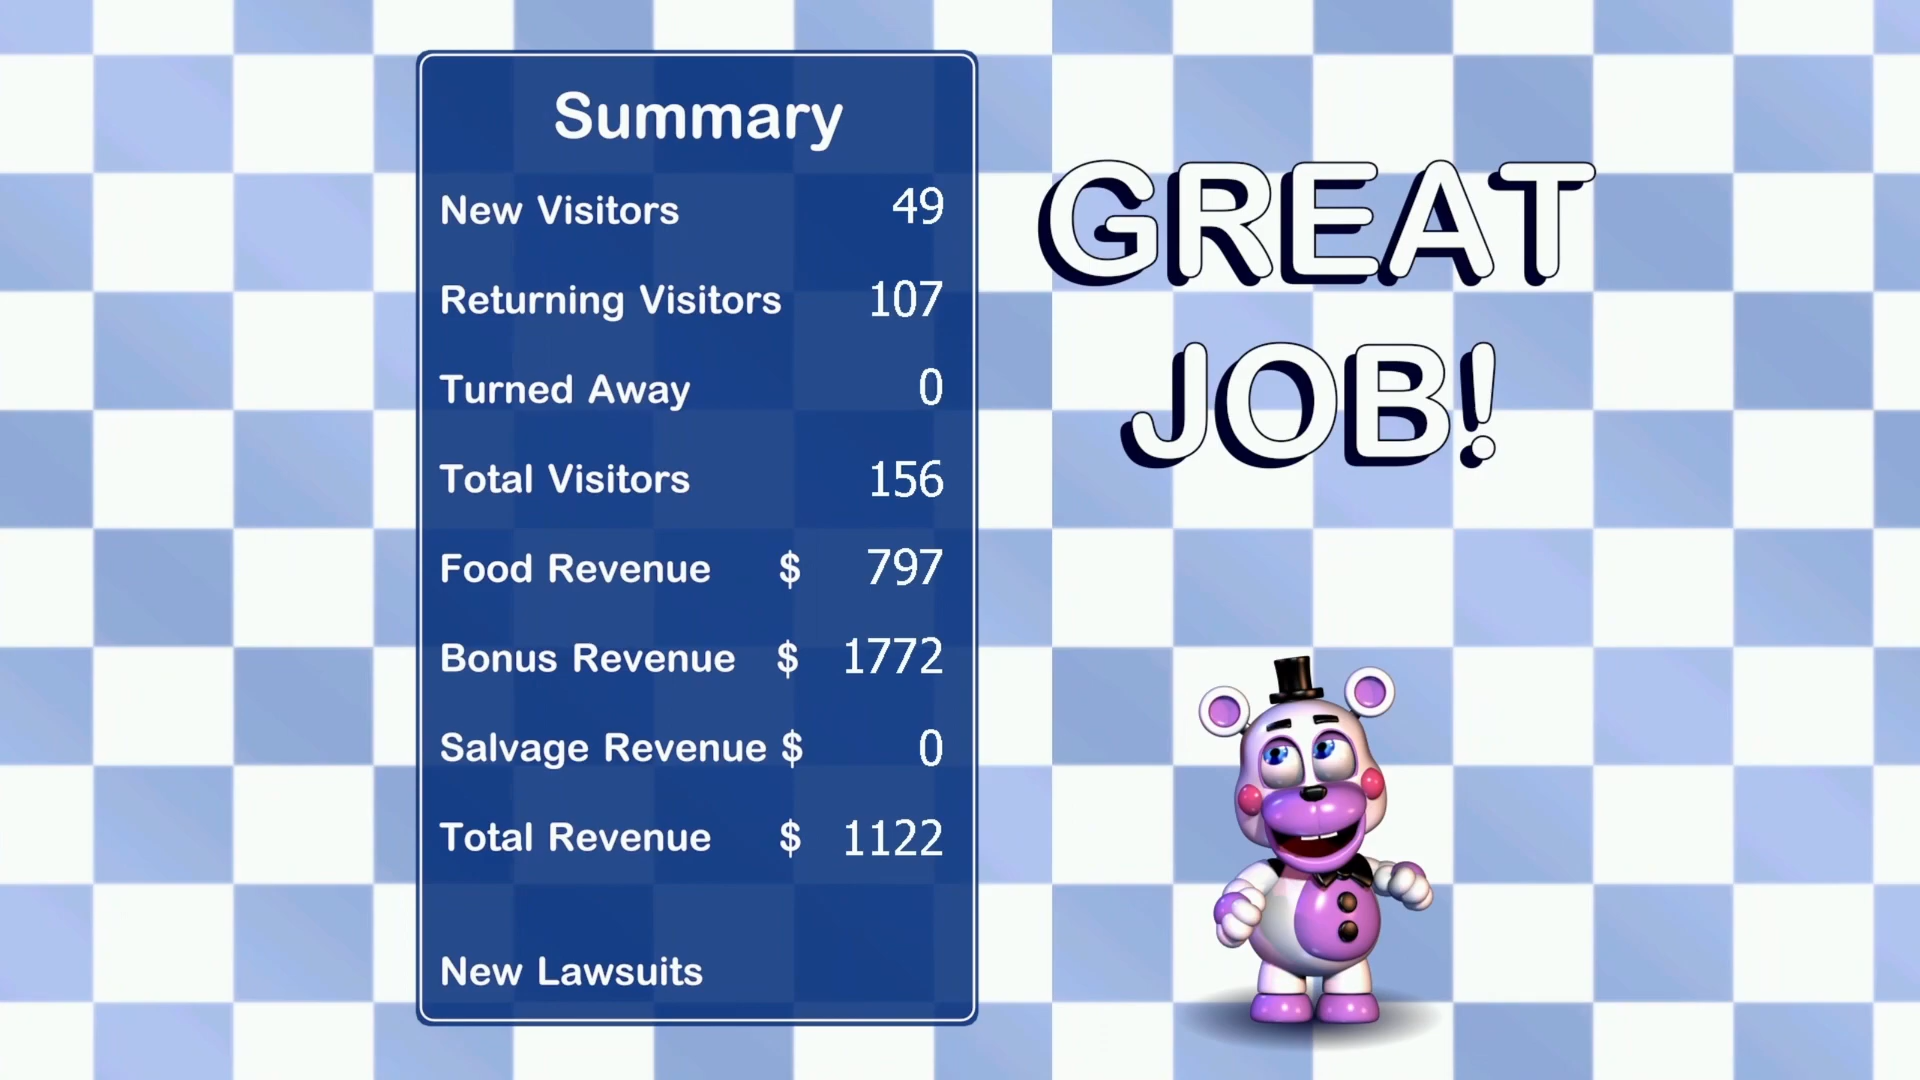 Summary
New Visitors 49
Returning Visitors 107
Turned Away 0
Total Visitors 156
Food Revenue $ 797
Bonus Revenue $ 1772
Salvage Revenue $ 0
Total Revenue $ 1122
New Lawsuits
GREAT
JOB!